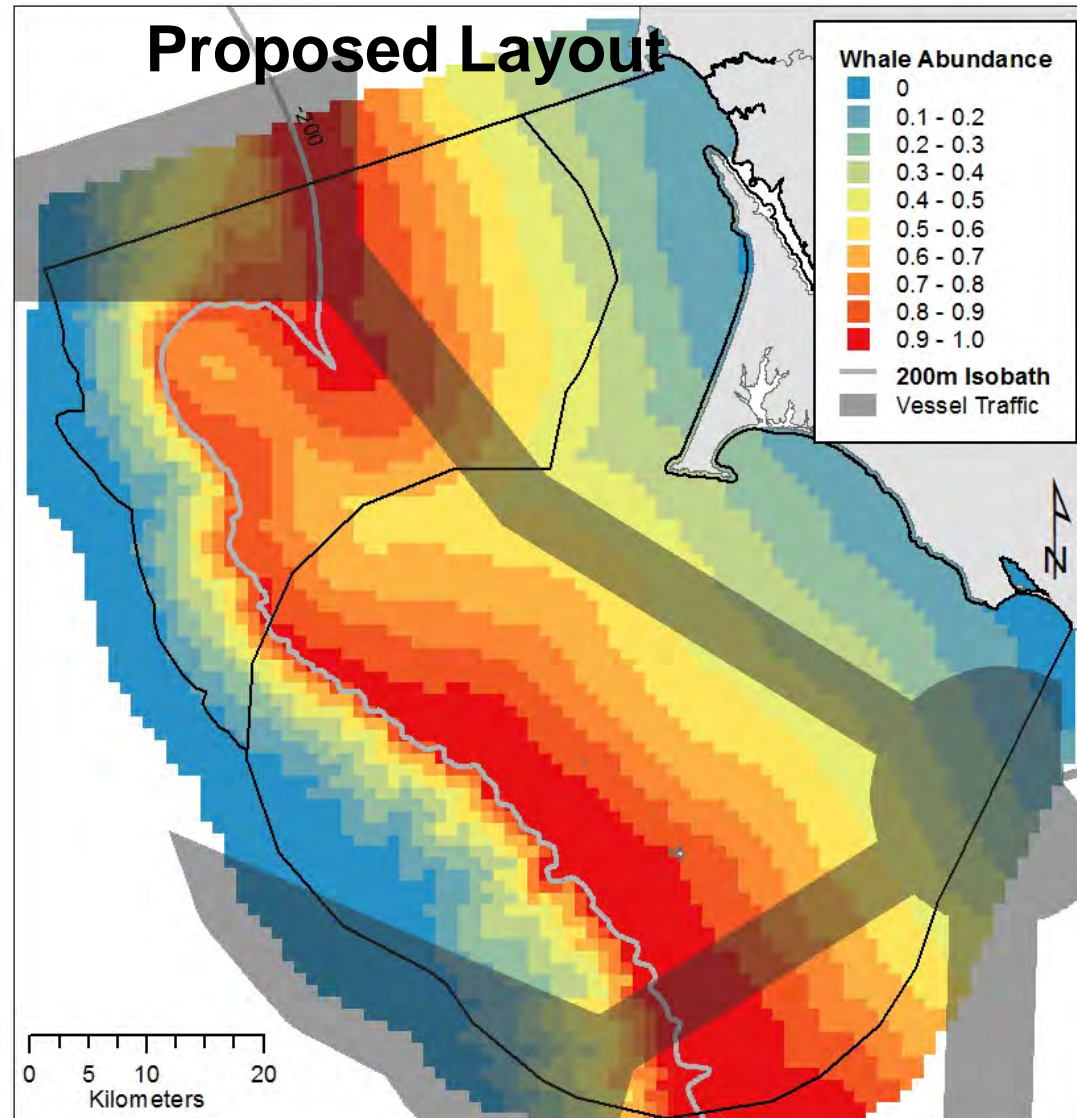 Proposed Layout
-200
Whale Abundance
0
0.1 - 0.2
0.2 - 0.3
0.3 - 0.4
0.4 - 0.5
0.5 - 0.6
0.6 - 0.7
0.7 - 0.8
0.8 - 0.9
0.9 - 1.0
200m Isobath
Vessel Traffic
N
0 5 10 20
Kilometers